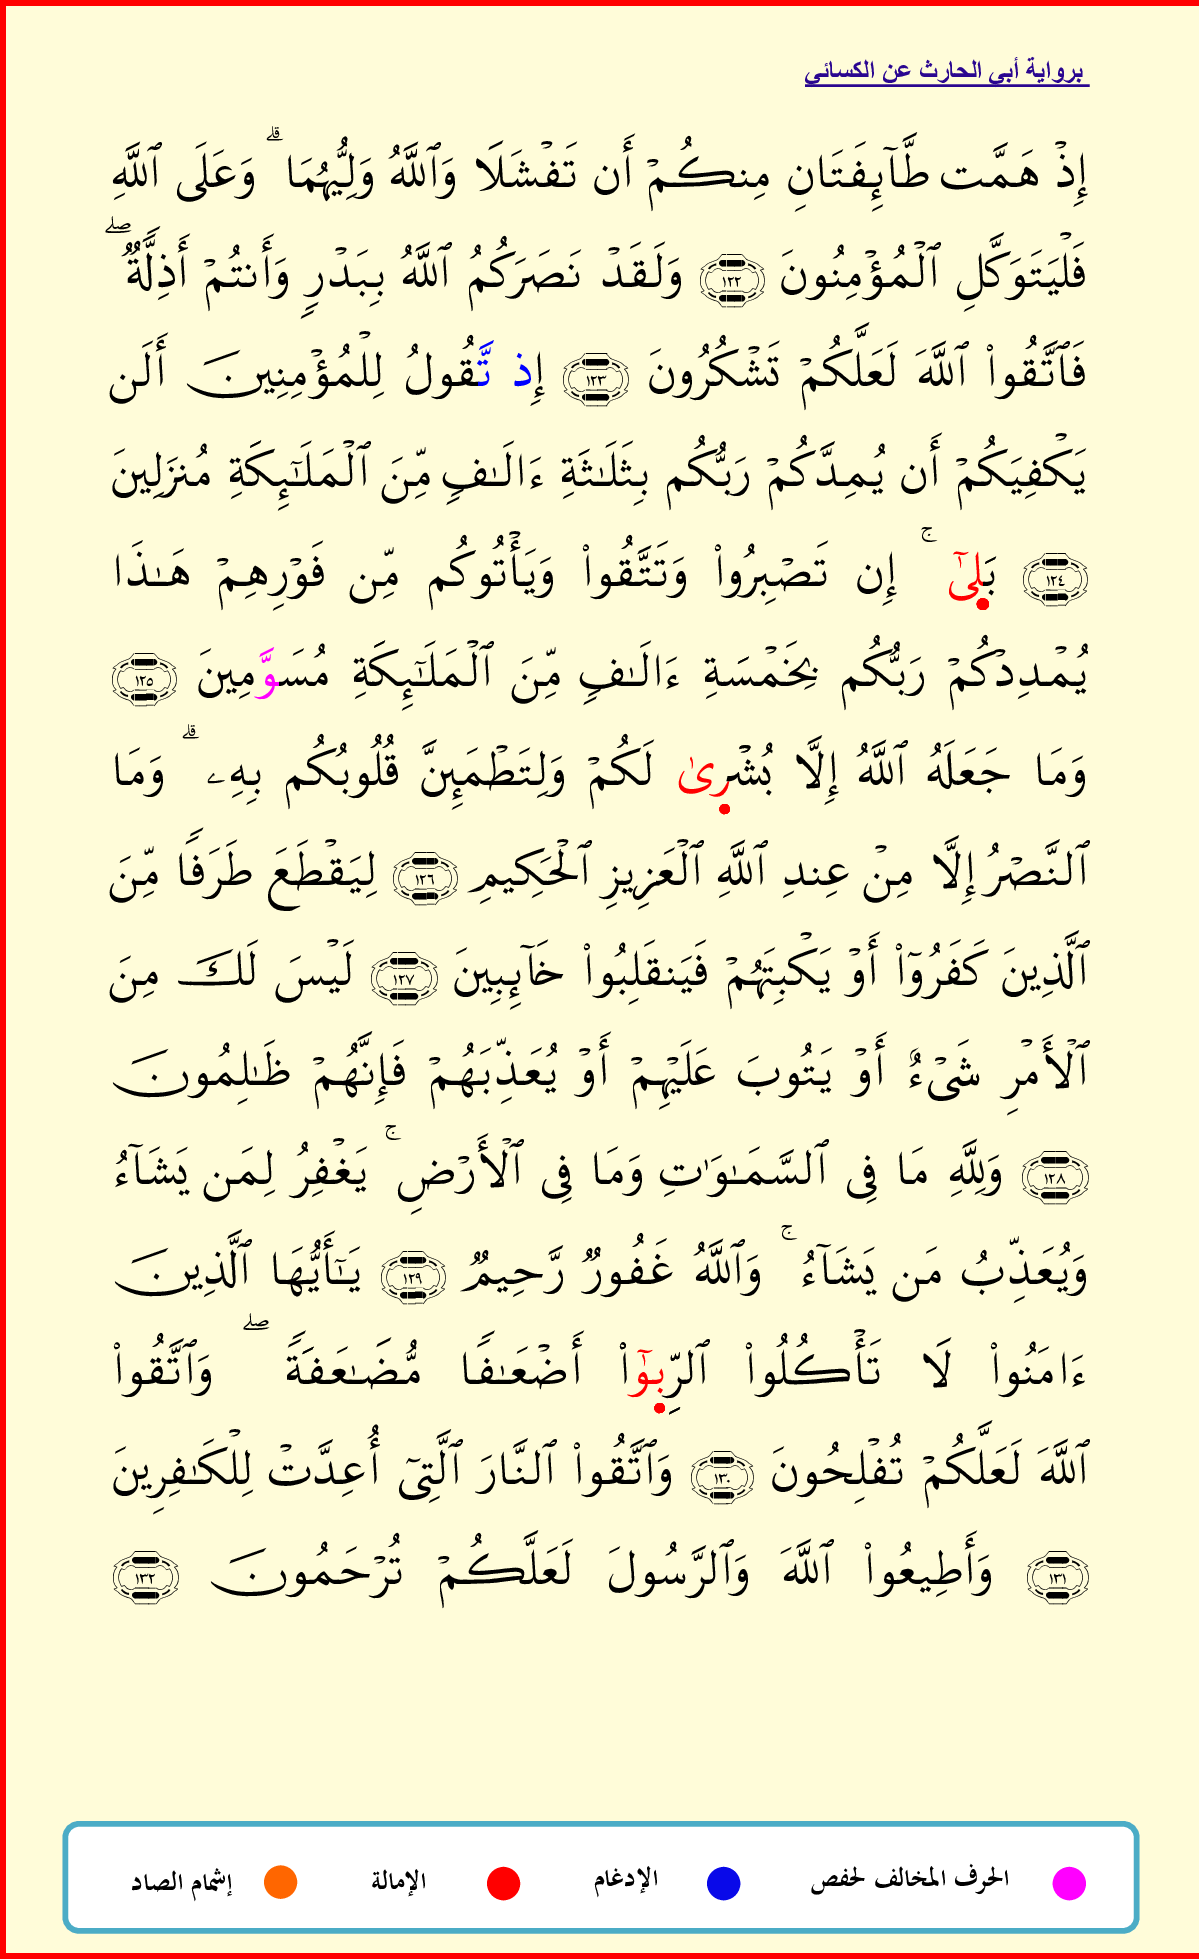 برواية أبي الحارث عن الكسائي
إِذۡ هَمَّت طَّآئِفَتَانِ مِنكُمۡ أَن تَفۡشَلَا وَٱللَّهُ وَلِيُّهُمَاۗ وَعَلَى ٱللَّهِ
فَلۡيَتَوَكَّلِ ٱلۡمُؤۡمِنُونَ ١٢٢ وَلَقَدۡ نَصَرَكُمُ ٱللَّهُ بِبَدۡرٖ وَأَنتُمۡ أَذِلَّةٞۖ
فَٱتَّقُواْ ٱللَّهَ لَعَلَّكُمۡ تَشۡكُرُونَ ١٢٣ إِذ تَّقُولُ لِلۡمُؤۡمِنِينَ أَلَن
يَكۡفِيَكُمۡ أَن يُمِدَّكُمۡ رَبُّكُم بِثَلَٰثَةِ ءَالَٰفٖ مِّنَ ٱلۡمَلَٰٓئِكَةِ مُنزَلِينَ
١٢٤ بَلِىٰٓۚ إِن تَصۡبِرُواْ وَتَتَّقُواْ وَيَأۡتُوكُم مِّن فَوۡرِهِمۡ هَٰذَا
يُمۡدِدۡكُمۡ رَبُّكُم بِخَمۡسَةِ ءَالَٰفٖ مِّنَ ٱلۡمَلَٰٓئِكَةِ مُسَوَّمِينَ ١٢٥
وَمَا جَعَلَهُ ٱللَّهُ إِلَّا بُشۡرِىٰ لَكُمۡ وَلِتَطۡمَئِنَّ قُلُوبُكُم بِهِۦۗ وَمَا
ٱلنَّصۡرُ إِلَّا مِنۡ عِندِ ٱللَّهِ ٱلۡعَزِيزِ ٱلۡحَكِيمِ ١٢٦ لِيَقۡطَعَ طَرَفٗا مِّنَ
ٱلَّذِينَ كَفَرُوٓاْ أَوۡ يَكۡبِتَهُمۡ فَيَنقَلِبُواْ خَآئِبِينَ ١٢٧ لَيۡسَ لَكَ مِنَ
ٱلۡأَمۡرِ شَيۡءٌ أَوۡ يَتُوبَ عَلَيۡهِمۡ أَوۡ يُعَذِّبَهُمۡ فَإِنَّهُمۡ ظَٰلِمُونَ
١٢٨ وَلِلَّهِ مَا فِي ٱلسَّمَٰوَٰتِ وَمَا فِي ٱلۡأَرۡضِۚ يَغۡفِرُ لِمَن يَشَآءُ
وَيُعَذِّبُ مَن يَشَآءُۚ وَٱللَّهُ غَفُورٞ رَّحِيمٞ ١٢٩ يَٰٓأَيُّهَا ٱلَّذِينَ
ءَامَنُواْ لَا تَأۡكُلُواْ ٱلرِّبِوٰٓاْ أَضۡعَٰفٗا مُّضَٰعَفَةٗۖ وَٱتَّقُواْ
ٱللَّهَ لَعَلَّكُمۡ تُفۡلِحُونَ ١٣٠ وَٱتَّقُواْ ٱلنَّارَ ٱلَّتِيٓ أُعِدَّتۡ لِلۡكَٰفِرِينَ
١٣١ وَأَطِيعُواْ ٱللَّهَ وَٱلرَّسُولَ لَعَلَّكُمۡ تُرۡحَمُونَ ١٣٢
الحرف المخالف لحفص الإدغام الإمالة إشمام الصاد